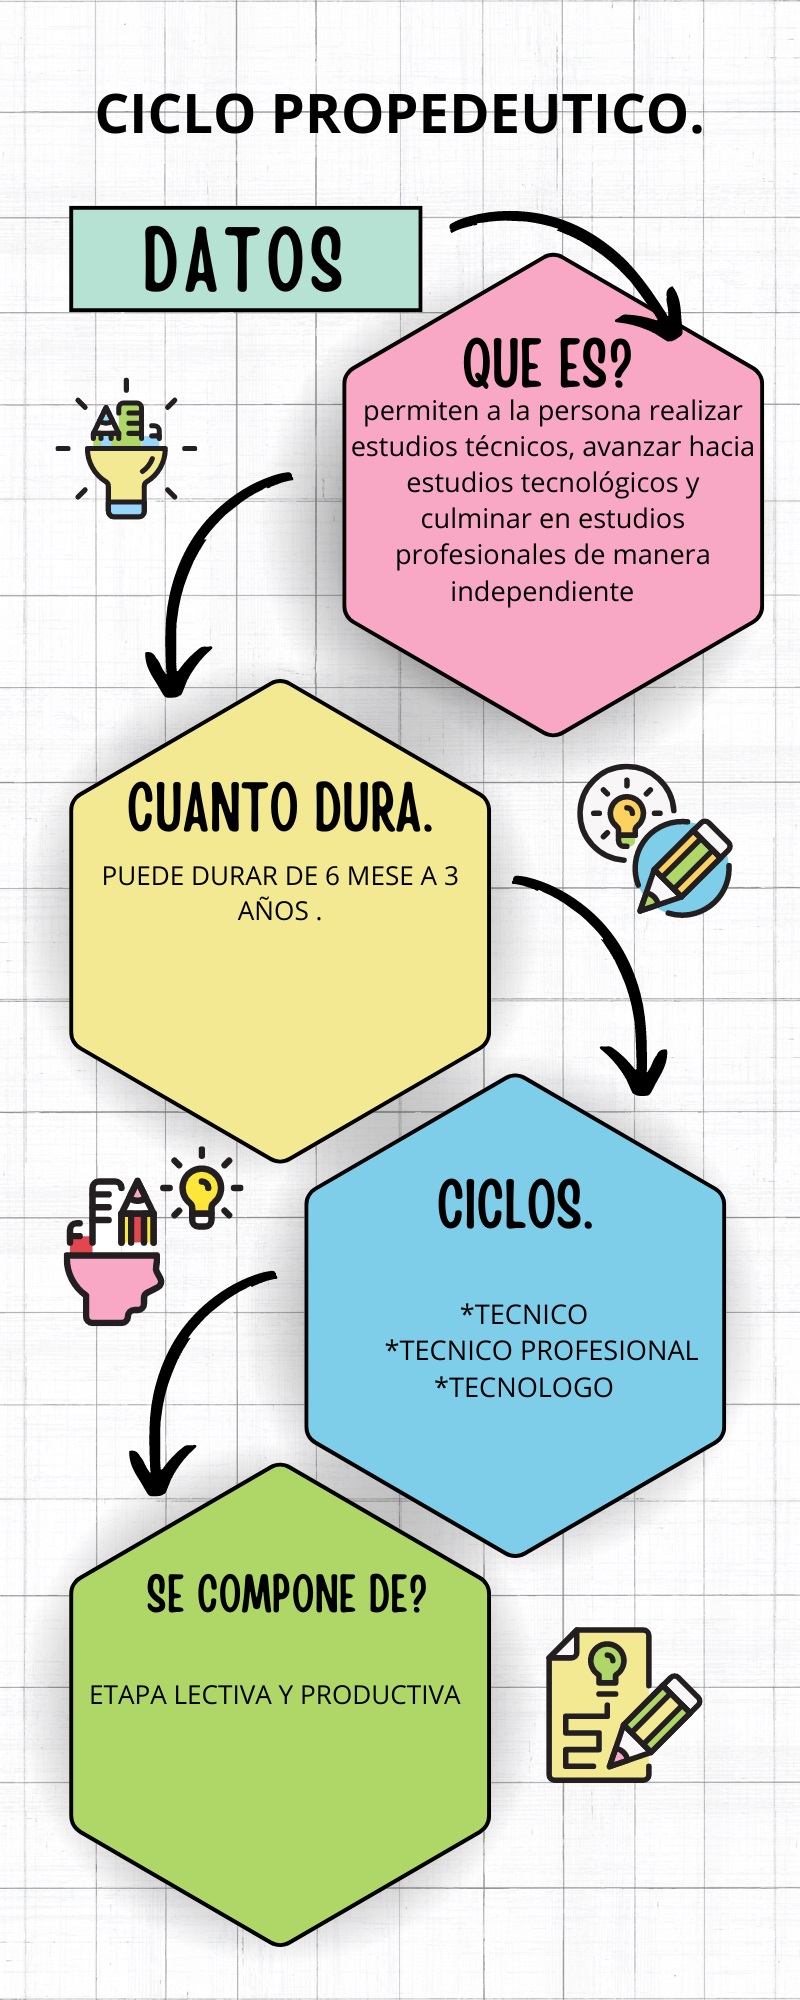 CICLO PROPEDEUTICO.
DATOS
QUE ES?
permiten a la persona realizar
estudios técnicos, avanzar hacia
estudios tecnológicos y
culminar en estudios
profesionales de manera
independiente
CUANTO DURA.
PUEDE DURAR DE 6 MESE A 3
AÑOS .
CICLOS.
*TECNICO
*TECNICO PROFESIONAL
*TECNOLOGO
SE COMPONE DE?
ETAPA LECTIVA Y PRODUCTIVA